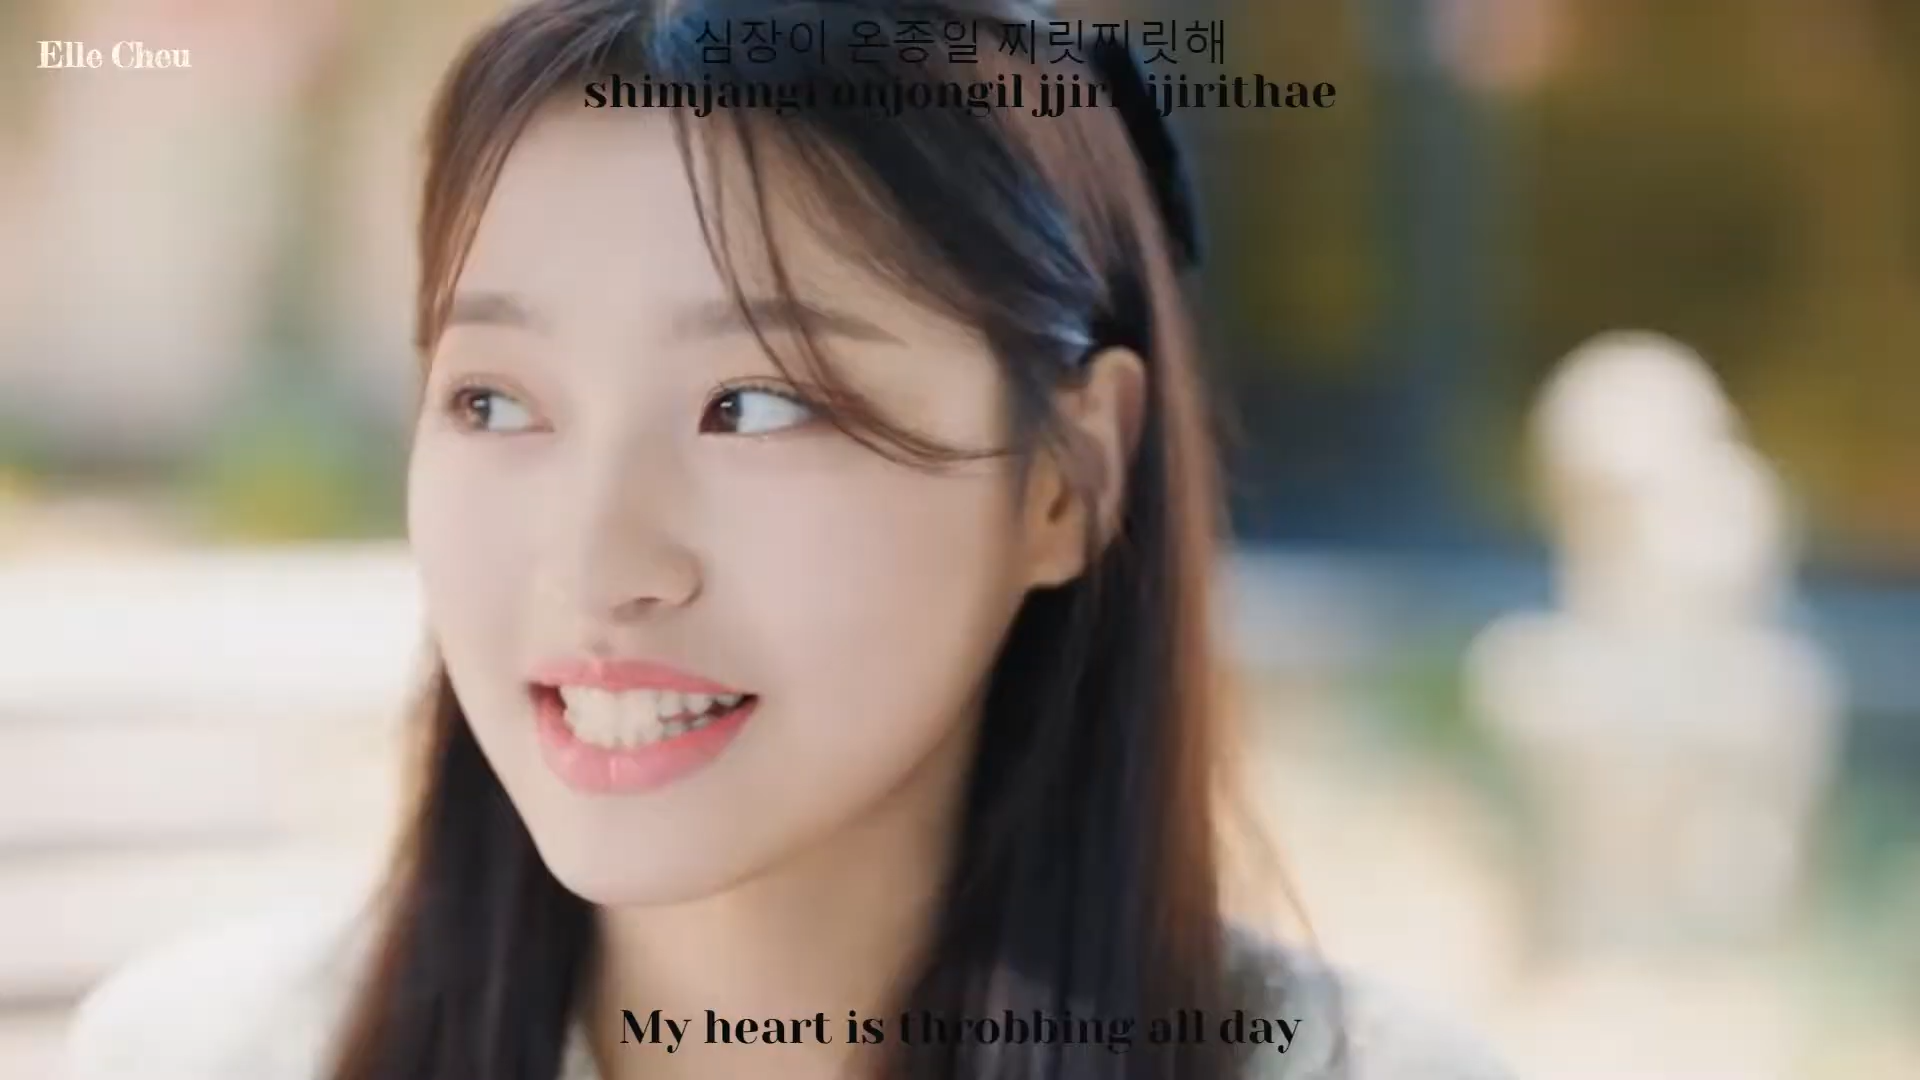 Elle Cheu
심장이 온종일 찌릿찌릿해
shimjangi onjongil jjiritjjirithae
My heart is throbbing all day